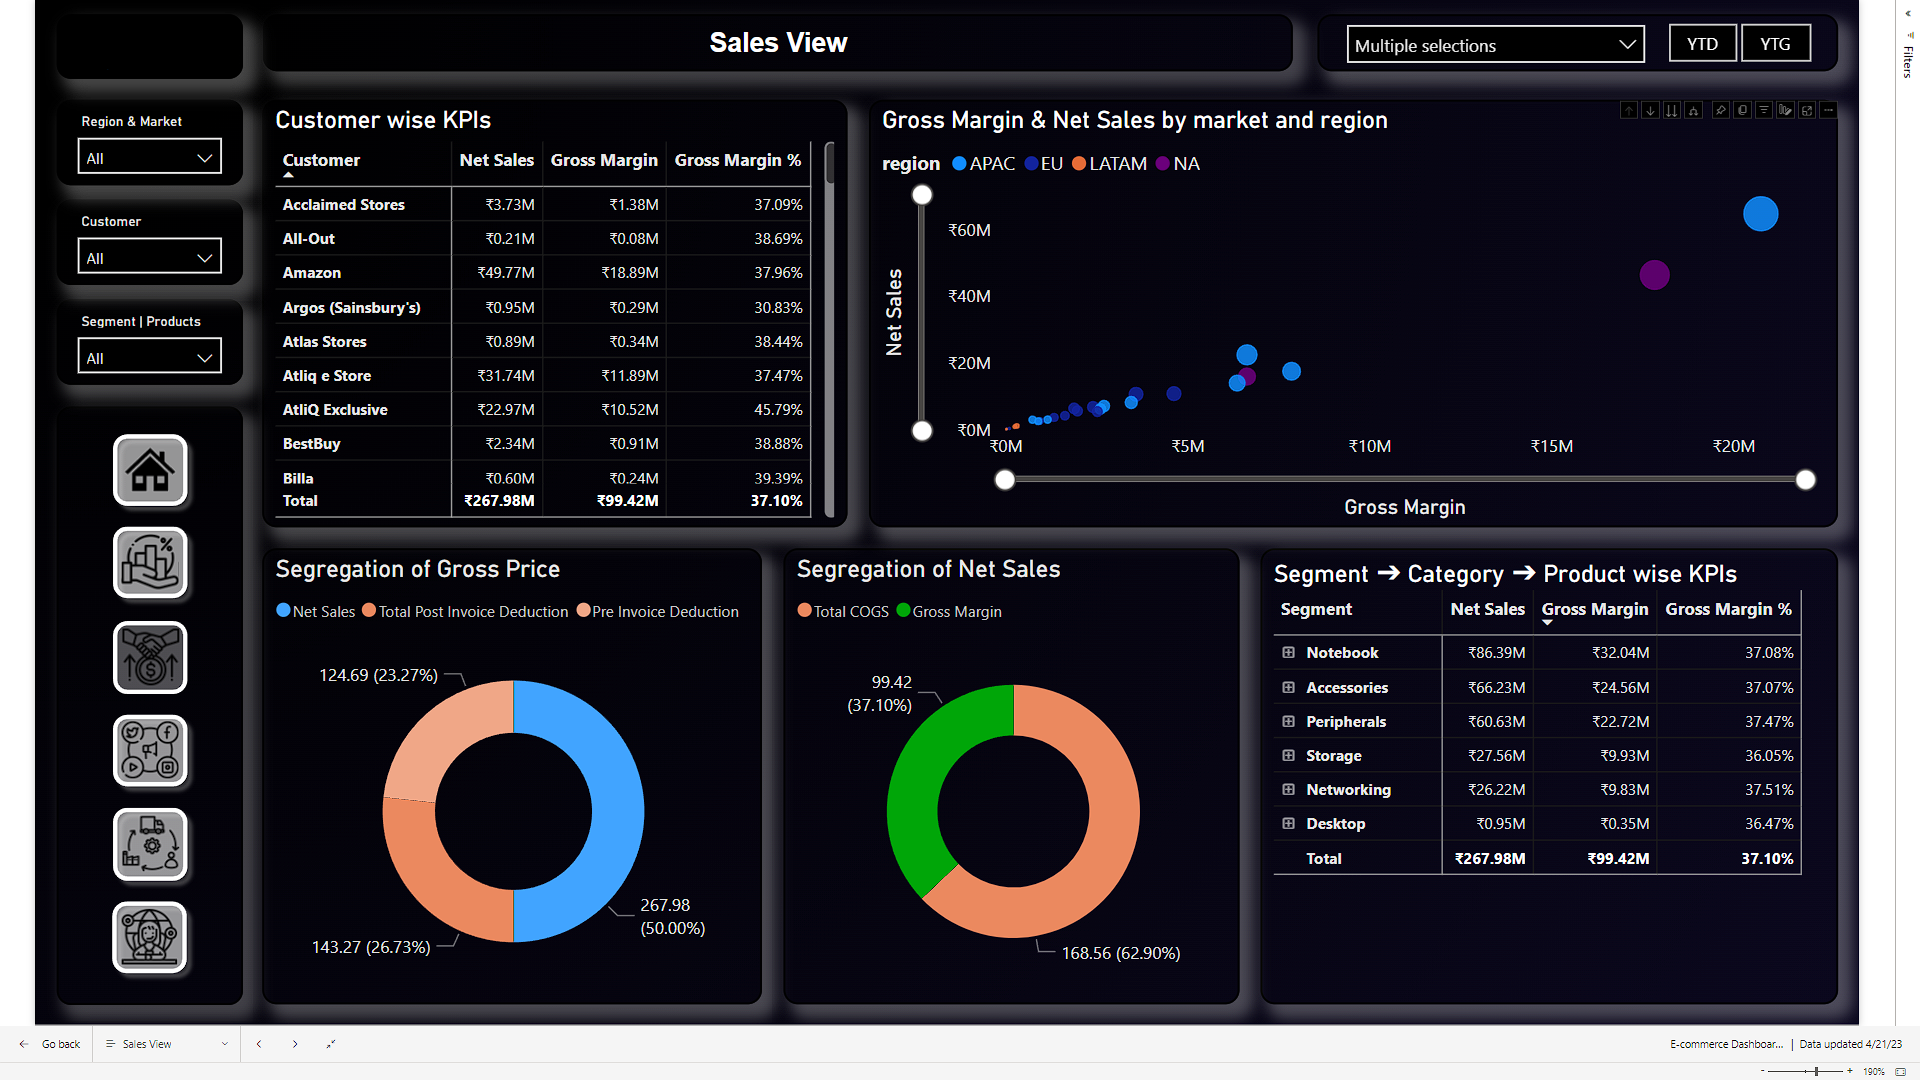 Sales View
Multiple selections
YTD
YTG
Filters
Region & Market
All
Customer
All
Segment | Products
All
Customer wise KPIs
Customer Net Sales Gross Margin Gross Margin %
Acclaimed Stores ₹3.73M ₹1.38M 37.09%
All-Out ₹0.21M ₹0.08M 38.69%
Amazon ₹49.77M ₹18.89M 37.96%
Argos (Sainsbury's) ₹0.95M ₹0.29M 30.83%
Atlas Stores ₹0.89M ₹0.34M 38.44%
Atliq e Store ₹31.74M ₹11.89M 37.47%
AtliQ Exclusive ₹22.97M ₹10.52M 45.79%
BestBuy ₹2.34M ₹0.91M 38.88%
Billa ₹0.60M ₹0.24M 39.39%
Total ₹267.98M ₹99.42M 37.10%
Gross Margin & Net Sales by market and region
region APAC EU LATAM NA
Net Sales
₹60M
₹40M
₹20M
₹0M
₹0M ₹5M ₹10M ₹15M ₹20M
Gross Margin
Segregation of Gross Price
Net Sales Total Post Invoice Deduction Pre Invoice Deduction
124.69 (23.27%)
267.98
(50.00%)
143.27 (26.73%)
Segregation of Net Sales
Total COGS Gross Margin
99.42
(37.10%)
168.56 (62.90%)
Segment → Category → Product wise KPIs
Segment Net Sales Gross Margin Gross Margin %
Notebook ₹86.39M ₹32.04M 37.08%
Accessories ₹66.23M ₹24.56M 37.07%
Peripherals ₹60.63M ₹22.72M 37.47%
Storage ₹27.56M ₹9.93M 36.05%
Networking ₹26.22M ₹9.83M 37.51%
Desktop ₹0.95M ₹0.35M 36.47%
Total ₹267.98M ₹99.42M 37.10%
Go back
Sales View
E-commerce Dashboar... | Data updated 4/21/23
- + 190%